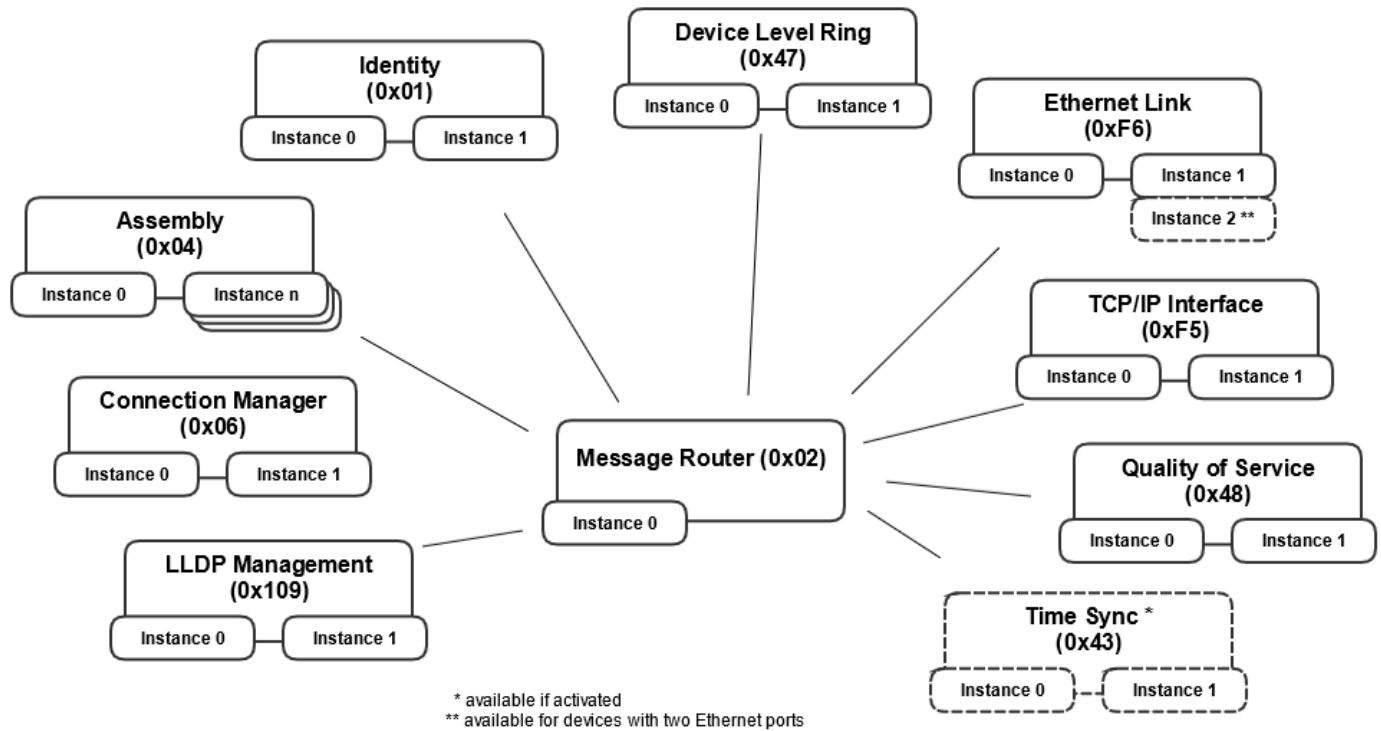 Device Level Ring
(0x47)
Instance 0
Instance 1
Identity
(0x01)
Instance 0
Instance 1
Ethernet Link
(0xF6)
Instance 0
Instance 1
Instance 2 **
Assembly
(0x04)
Instance 0
Instance n
TCP/IP Interface
(0xF5)
Instance 0
Instance 1
Connection Manager
(0x06)
Instance 0
Instance 1
Message Router (0x02)
Instance 0
Quality of Service
(0x48)
Instance 0
Instance 1
LLDP Management
(0x109)
Instance 0
Instance 1
Time Sync *
(0x43)
Instance 0
Instance 1
* available if activated
** available for devices with two Ethernet ports